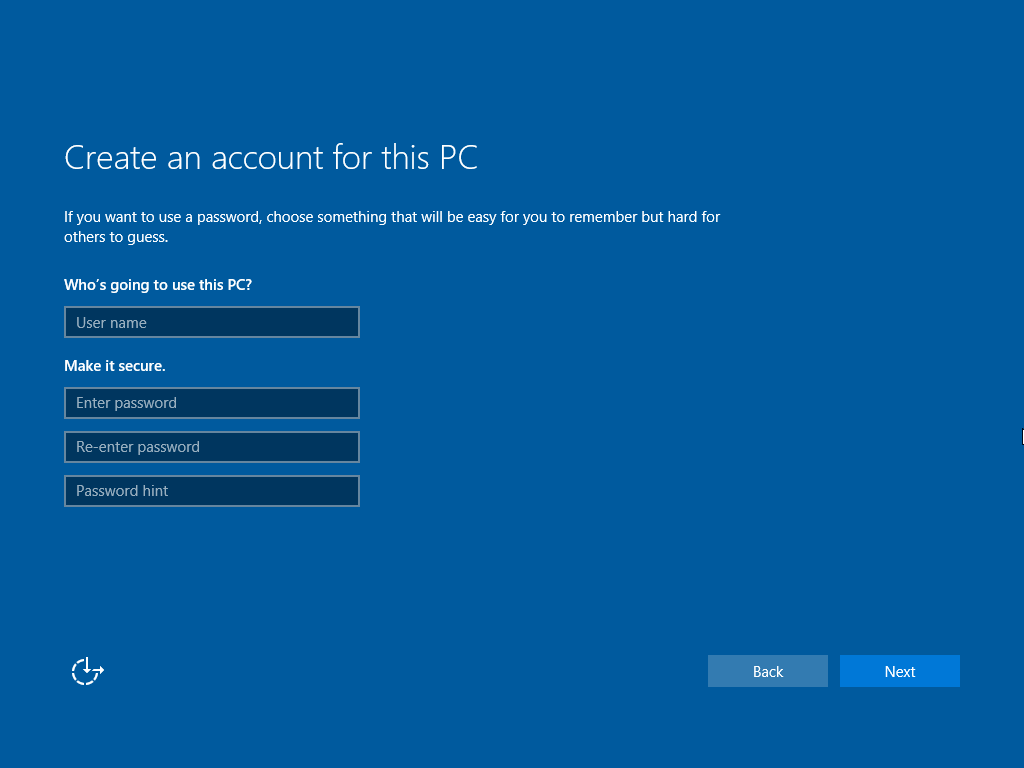 Create an account for this PC
If you want to use a password, choose something that will be easy for you to remember but hard for
others to guess.
Who's going to use this PC?
User name
Make it secure.
Enter password
Re-enter password
Password hint
Back
Next